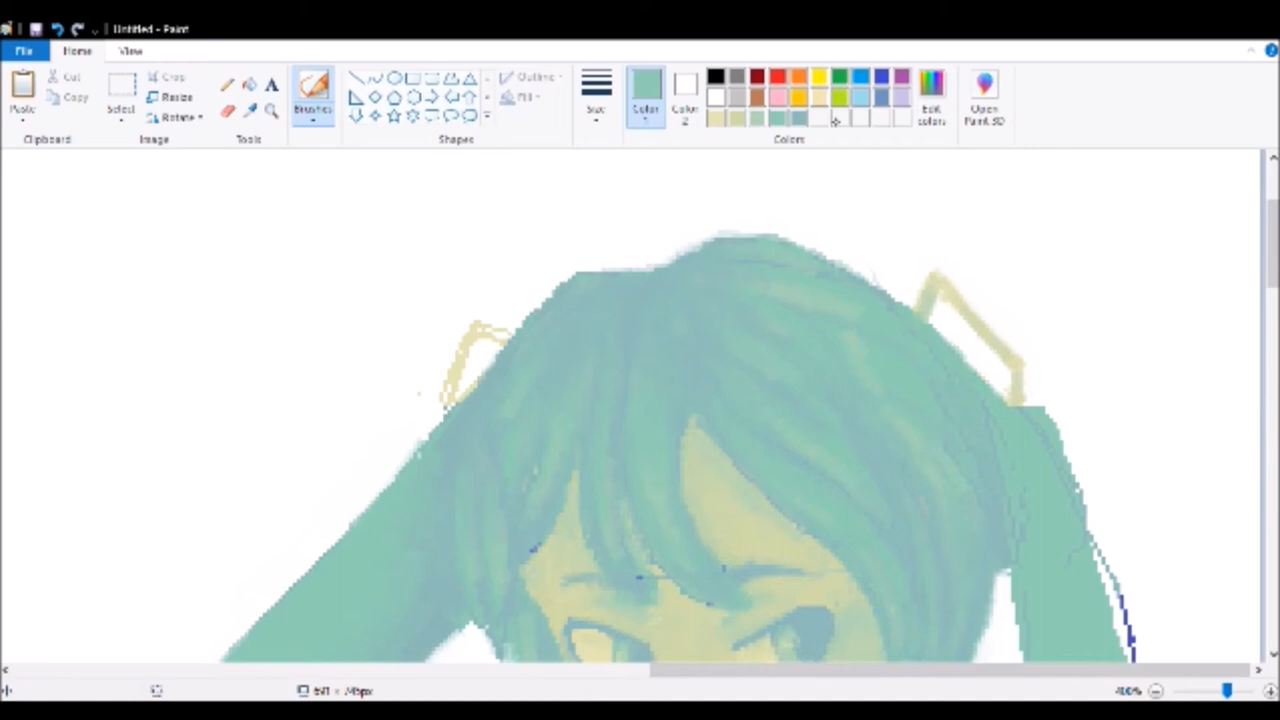 Untitled - Paint
File Home View
Paste Cut Copy Select Crop Resize Rotate A Brushes Outline Fill Size Color 1 Color 2 Edit colors Open Paint 3D
Clipboard Image Tools Shapes Colors
400%